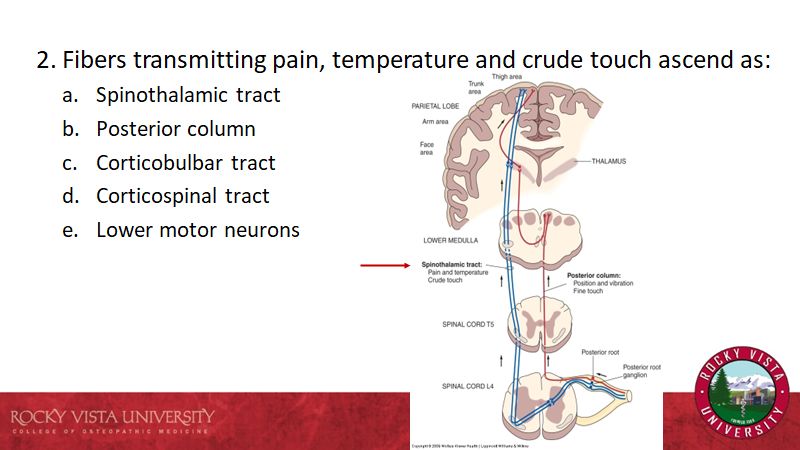 2. Fibers transmitting pain, temperature and crude touch ascend as:
a. Spinothalamic tract
b. Posterior column
c. Corticobulbar tract
d. Corticospinal tract
e. Lower motor neurons
Thigh area
Trunk
area
PARIETAL LOBE
Arm area
Face
area
THALAMUS
LOWER MEDULLA
Spinothalamic tract:
Pain and temperature
Crude touch
Posterior column:
Position and vibration
Fine touch
SPINAL CORD T5
Posterior root
Posterior root
ganglion
SPINAL CORD L4
ROCKY VISTA UNIVERSITY
COLLEGE OF OSTEOPATHIC MEDICINE
ROCKY VISTA
UNIVERSITY
Copyright © 2009 Wolters Kluwer Health | Lippincott Williams & Wilkins